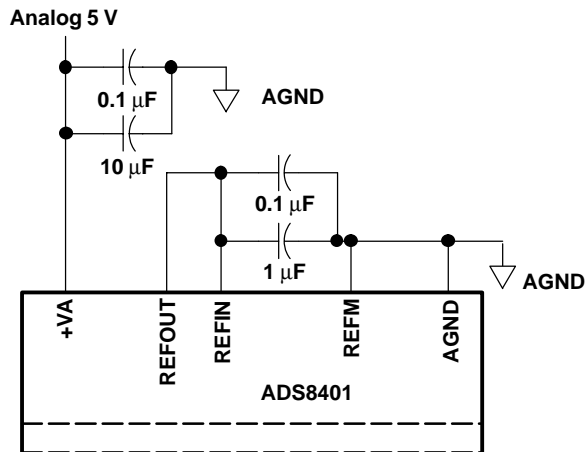 Analog 5 V
0.1 μF
AGND
10 μF
0.1 μF
1 μF
AGND
+VA
REFOUT
REFIN
REFM
AGND
ADS8401